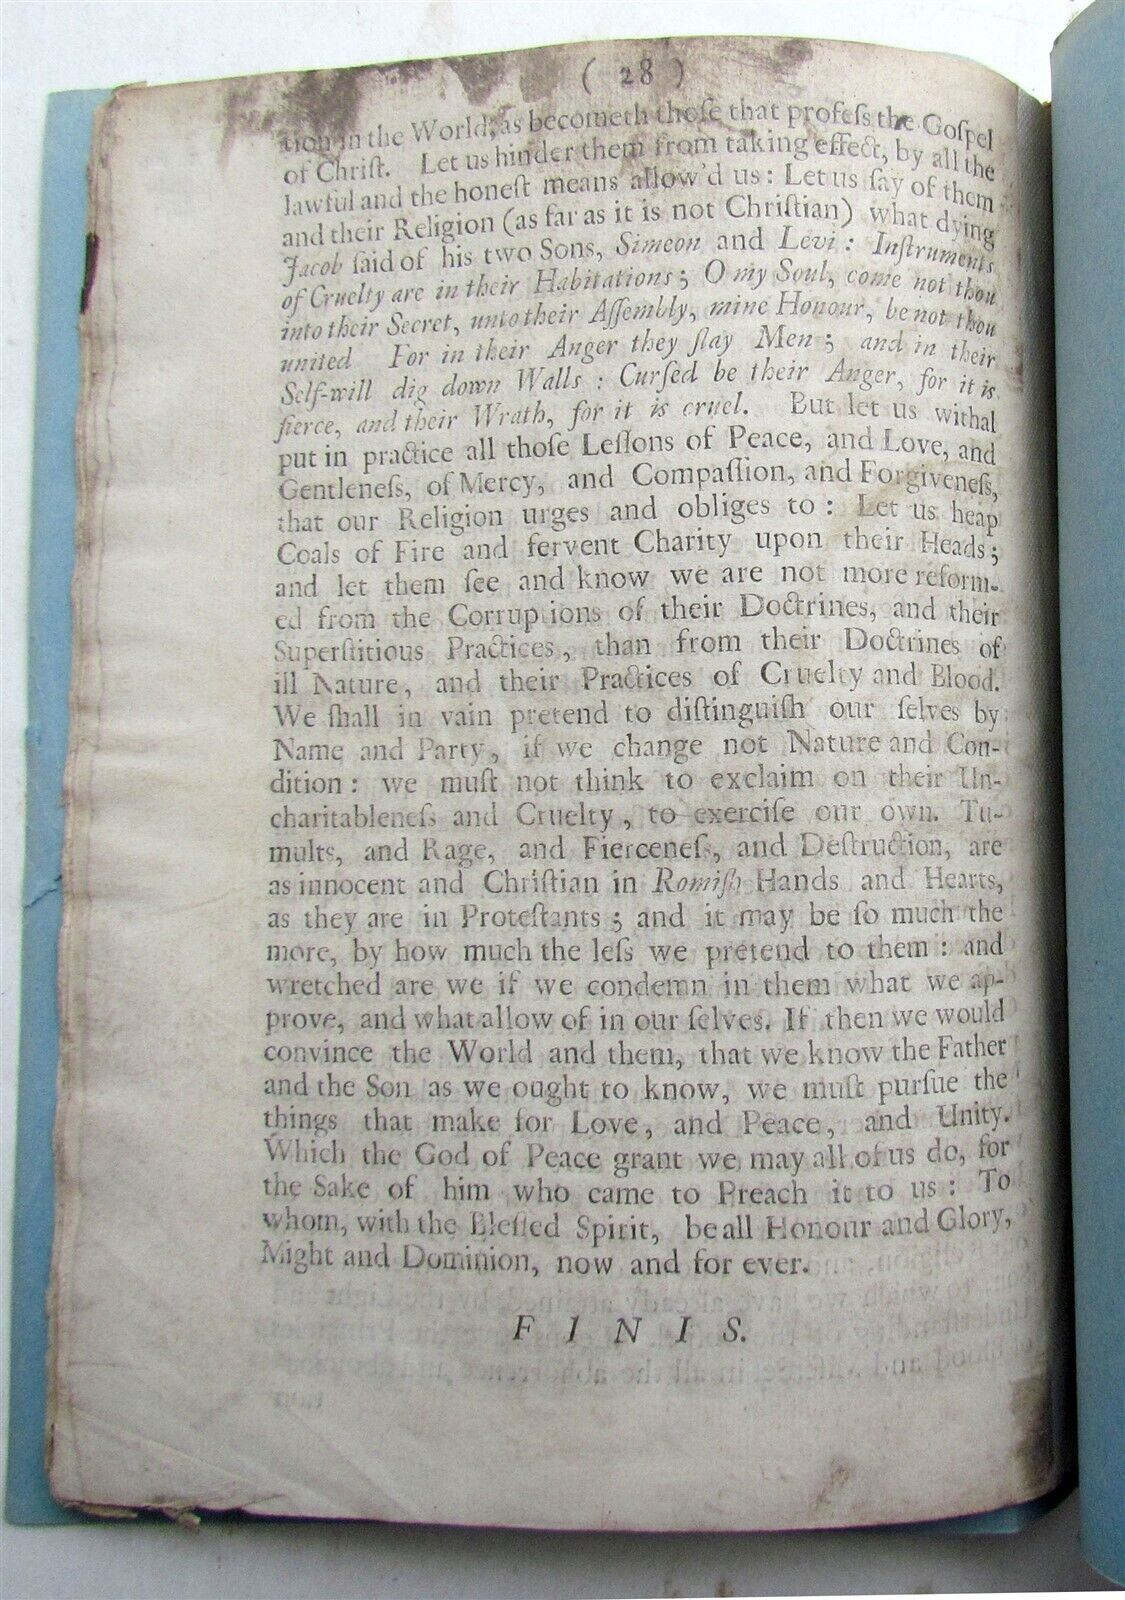 ( 28 )
tion in the World, as becometh thoſe that profeſs the Goſpel
of Chriſt. Let us hinder them from taking effect, by all the
lawful and the honeſt means allow'd us: Let us ſay of them
and their Religion (as far as it is not Chriſtian) what dying
Jacob ſaid of his two Sons, Simeon and Levi: Inſtruments
of Cruelty are in their Habitations; O my Soul, come not thou
into their Secret, unto their Aſſembly, mine Honour, be not thou
united For in their Anger they ſlay Men; and in their
Self-will dig down Walls: Curſed be their Anger, for it is
fierce, and their Wrath, for it is cruel. But let us withal
put in practice all thoſe Leſſons of Peace, and Love, and
Gentleneſs, of Mercy, and Compaſſion, and Forgiveneſs,
that our Religion urges and obliges to: Let us heap
Coals of Fire and fervent Charity upon their Heads;
and let them ſee and know we are not more reform-
ed from the Corruptions of their Doctrines, and their
Superſtitious Practices, than from their Doctrines of
ill Nature, and their Practices of Cruelty and Blood.
We ſhall in vain pretend to diſtinguiſh our ſelves by
Name and Party, if we change not Nature and Con-
dition: we muſt not think to exclaim on their Un-
charitableneſs and Cruelty, to exerciſe our own. Tu-
mults, and Rage, and Fierceneſs, and Deſtruction, are
as innocent and Chriſtian in Romiſh Hands and Hearts,
as they are in Proteſtants; and it may be ſo much the
more, by how much the leſs we pretend to them: and
wretched are we if we condemn in them what we ap-
prove, and what allow of in our ſelves. If then we would
convince the World and them, that we know the Father
and the Son as we ought to know, we muſt purſue the
things that make for Love, and Peace, and Unity.
Which the God of Peace grant we may all of us do, for
the Sake of him who came to Preach it to us: To
whom, with the Bleſſed Spirit, be all Honour and Glory,
Might and Dominion, now and for ever.
F I N I S.